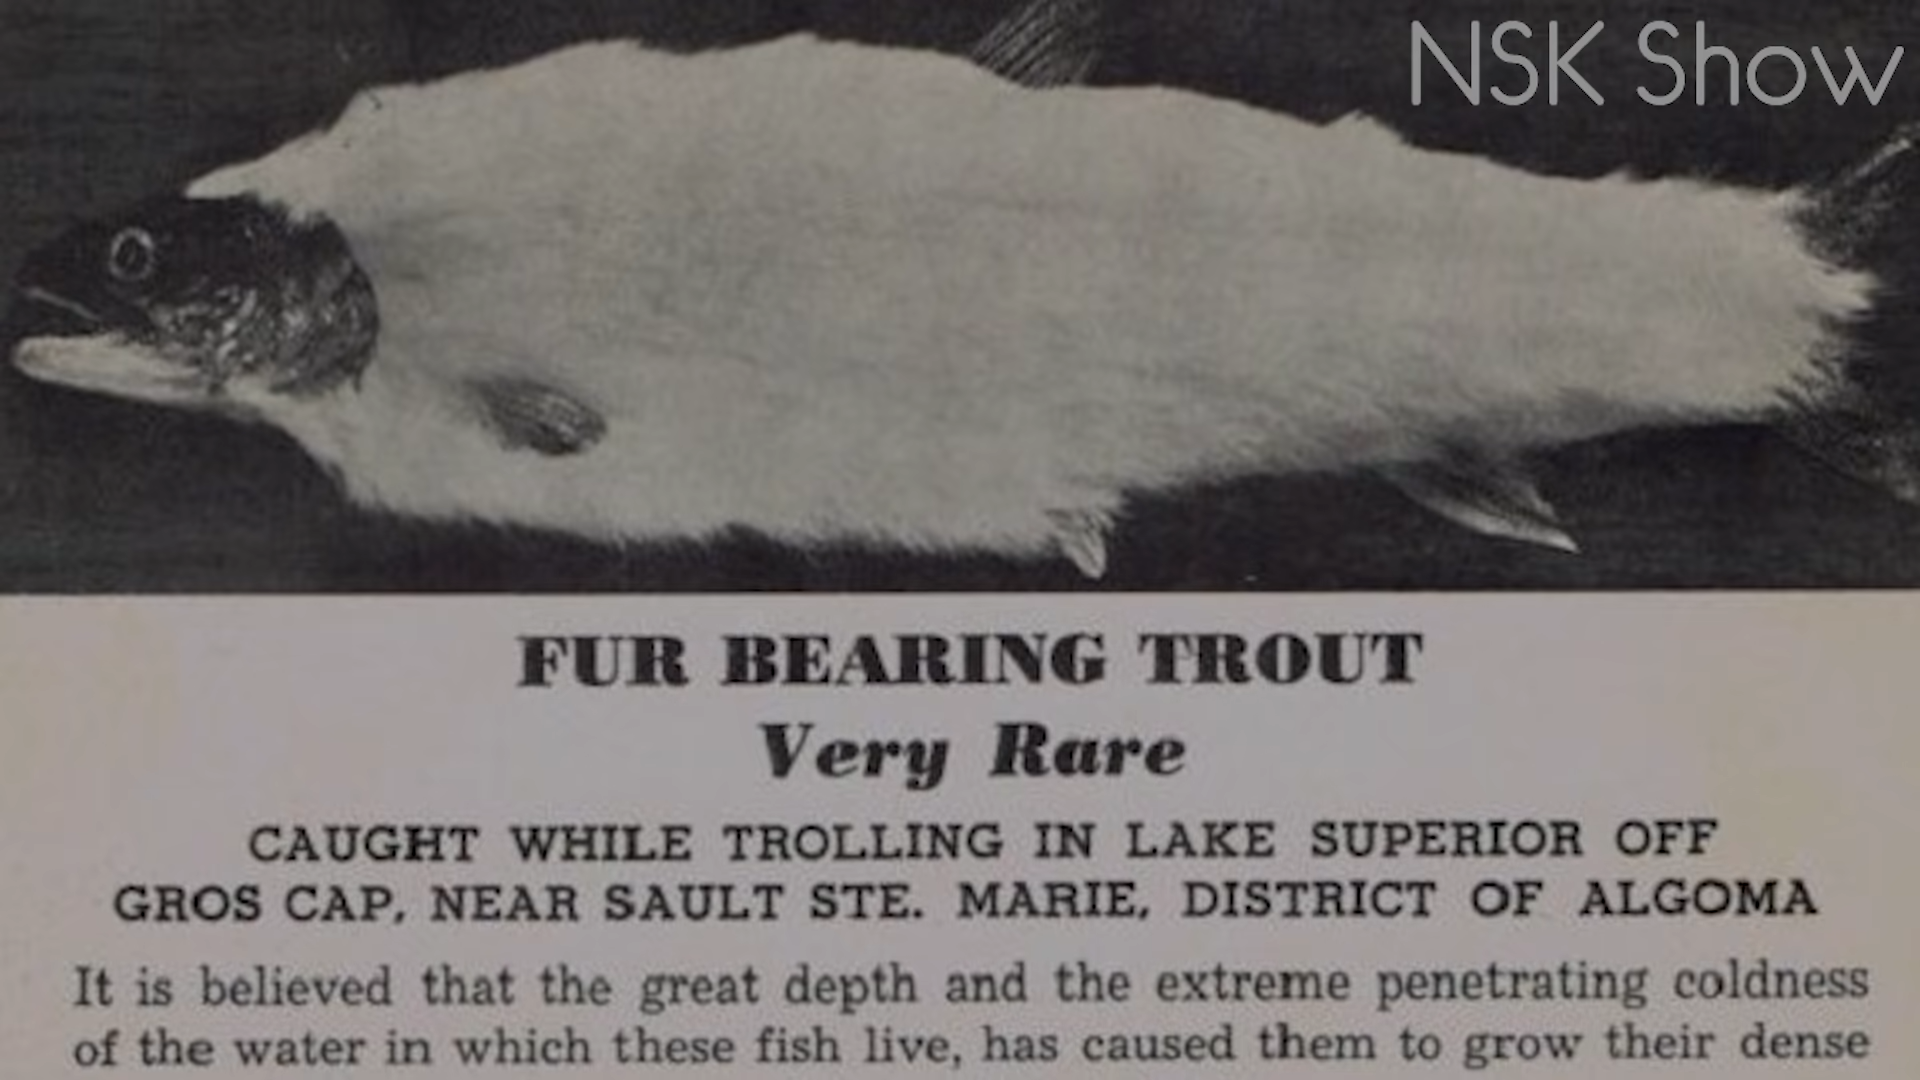 NSK Show
FUR BEARING TROUT
Very Rare
CAUGHT WHILE TROLLING IN LAKE SUPERIOR OFF
GROS CAP, NEAR SAULT STE. MARIE, DISTRICT OF ALGOMA
It is believed that the great depth and the extreme penetrating coldness
of the water in which these fish live, has caused them to grow their dense